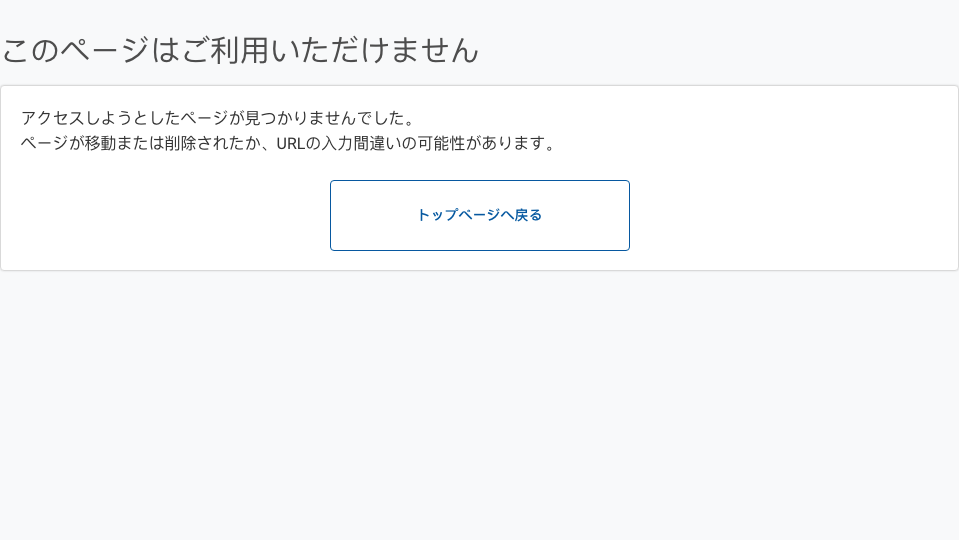 このページはご利用いただけません
アクセスしようとしたページが見つかりませんでした。
ページが移動または削除されたか、URLの入力間違いの可能性があります。
トップページへ戻る